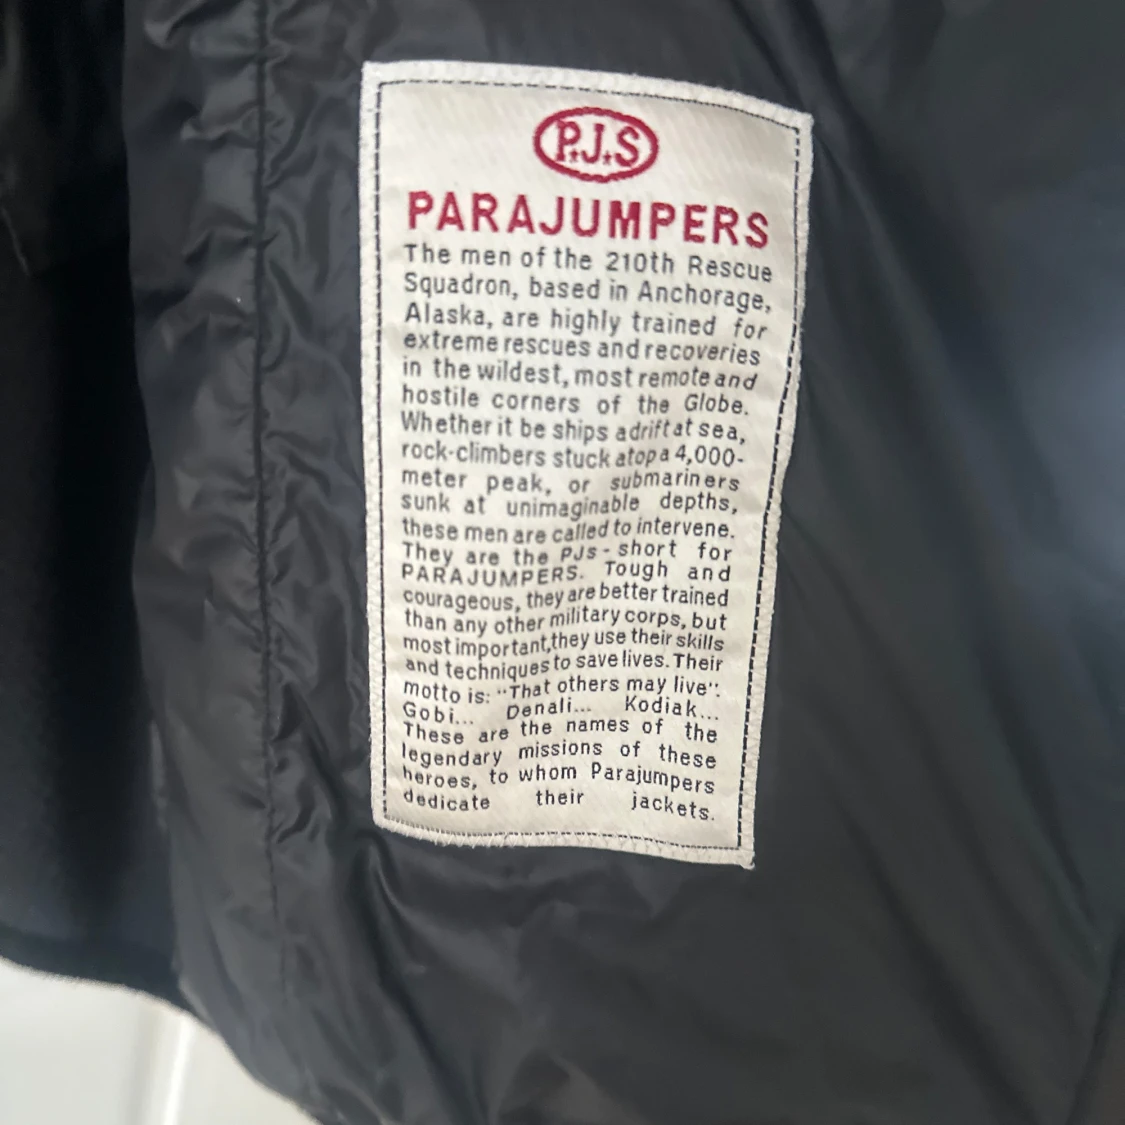 P.J.S
PARAJUMPERS
The men of the 210th Rescue
Squadron, based in Anchorage,
Alaska, are highly trained for
extreme rescues and recoveries
in the wildest, most remote and
hostile corners of the Globe.
Whether it be ships adrift at sea,
rock-climbers stuck atop a 4,000-
meter peak, or submariners
sunk at unimaginable depths,
these men are called to intervene.
They are the PJs - short for
PARAJUMPERS. Tough and
courageous, they are better trained
than any other military corps, but
most important,they use their skills
and techniques to save lives. Their
motto is: "That others may live".
Gobi... Denali... Kodiak...
These are the names of the
legendary missions of these
heroes, to whom Parajumpers
dedicate their jackets.